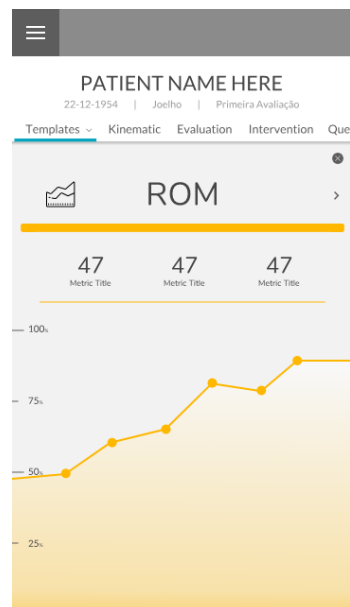 PATIENT NAME HERE
22-12-1954 | Joelho | Primeira Avaliação
Templates Kinematic Evaluation Intervention Que
ROM
47 47 47
Metric Title Metric Title Metric Title
100%
75%
50%
25%